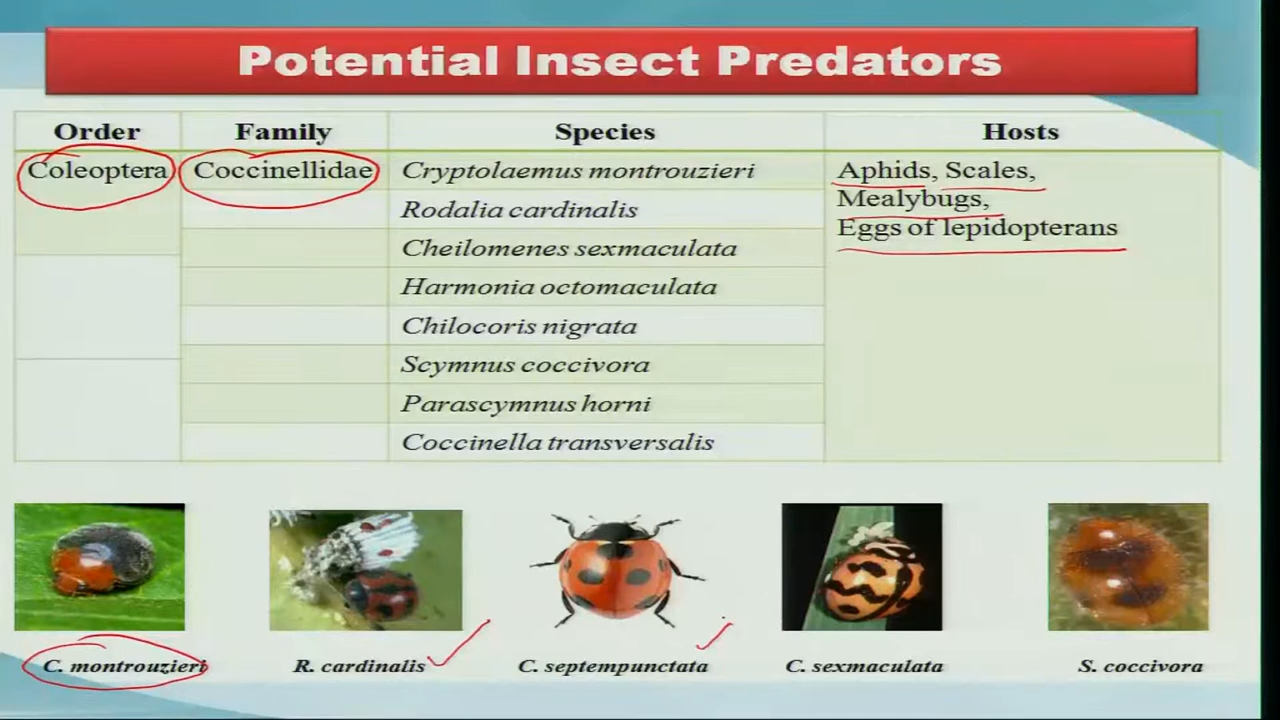 Potential Insect Predators
Order Family Species Hosts
Coleoptera Coccinellidae Cryptolaemus montrouzieri Aphids, Scales,
Mealybugs,
Eggs of lepidopterans
Rodalia cardinalis
Cheilomenes sexmaculata
Harmonia octomaculata
Chilocoris nigrata
Scymnus coccivora
Parascymnus horni
Coccinella transversalis
C. montrouzieri R. cardinalis C. septempunctata C. sexmaculata S. coccivora